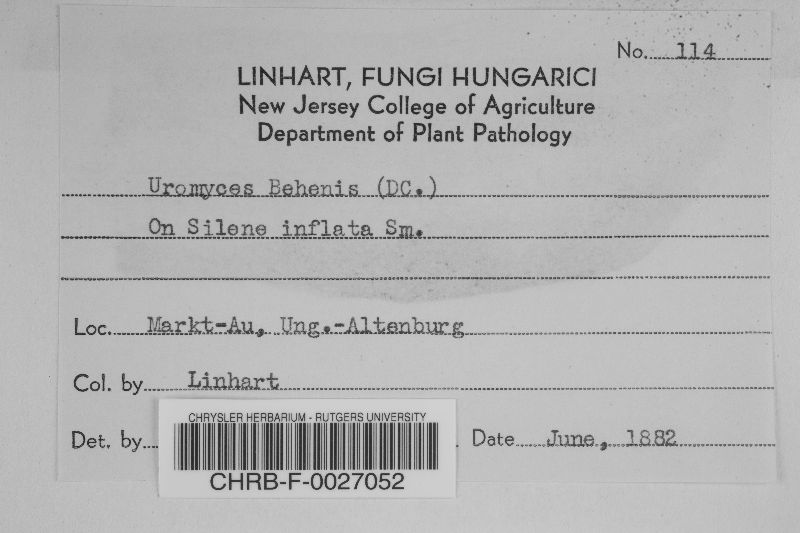 No. 114
LINHART, FUNGI HUNGARICI
New Jersey College of Agriculture
Department of Plant Pathology
Uromyces Behenis (DC.)
On Silene inflata Sm.
Loc. Markt-Au, Ung.-Altenburg
Col. by Linhart
Det. by
Date June, 1882
CHRYSLER HERBARIUM - RUTGERS UNIVERSITY
CHRB-F-0027052